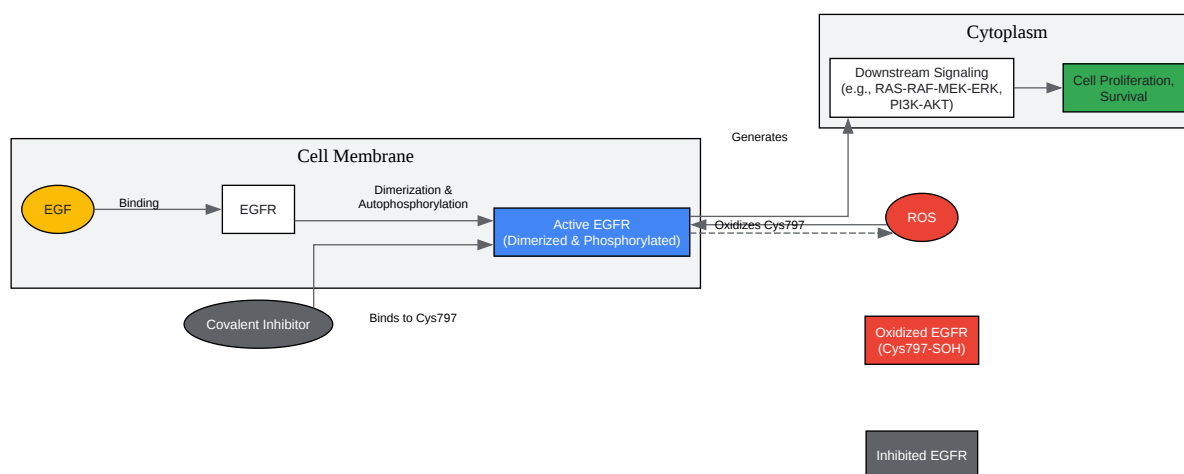 Cytoplasm
Downstream Signaling
(e.g., RAS-RAF-MEK-ERK,
PI3K-AKT)
Cell Proliferation,
Survival
Generates
Cell Membrane
EGF
Binding
EGFR
Dimerization &
Autophosphorylation
Active EGFR
(Dimerized & Phosphorylated)
Oxidizes Cys797
ROS
Covalent Inhibitor
Binds to Cys797
Oxidized EGFR
(Cys797-SOH)
Inhibited EGFR